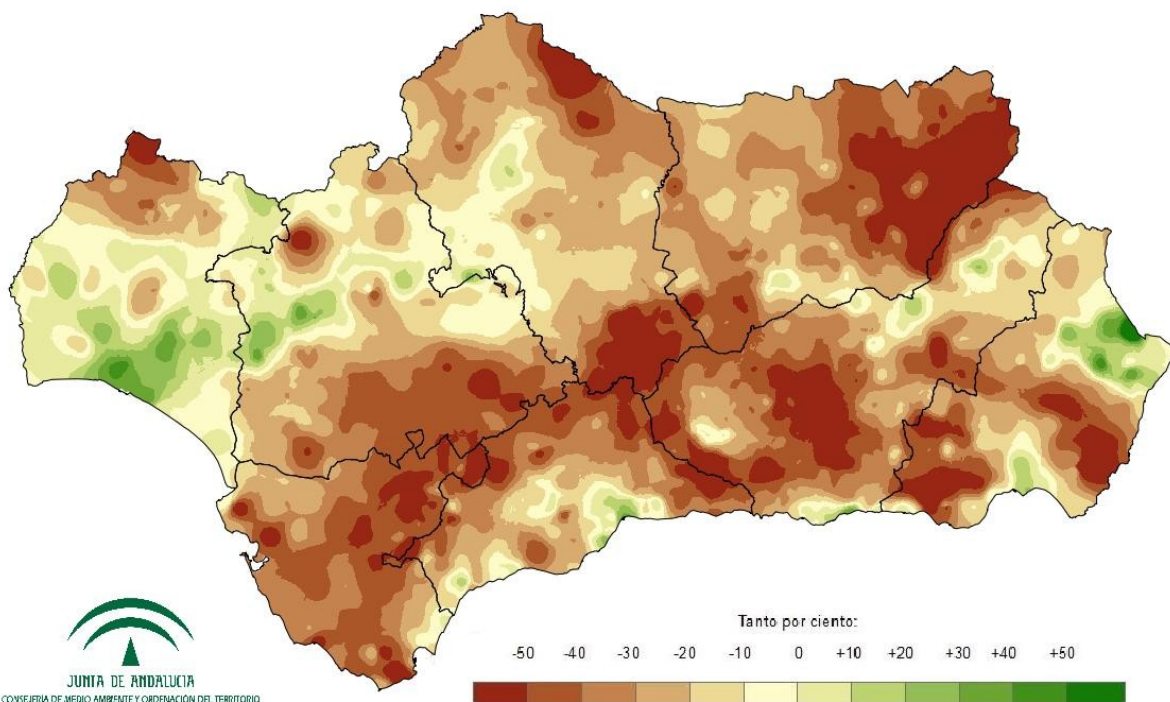 Tanto por ciento:
-50 -40 -30 -20 -10 0 +10 +20 +30 +40 +50
JUNTA DE ANDALUCIA
CONSEJERÍA DE MEDIO AMBIENTE Y ORDENACIÓN DEL TERRITORIO